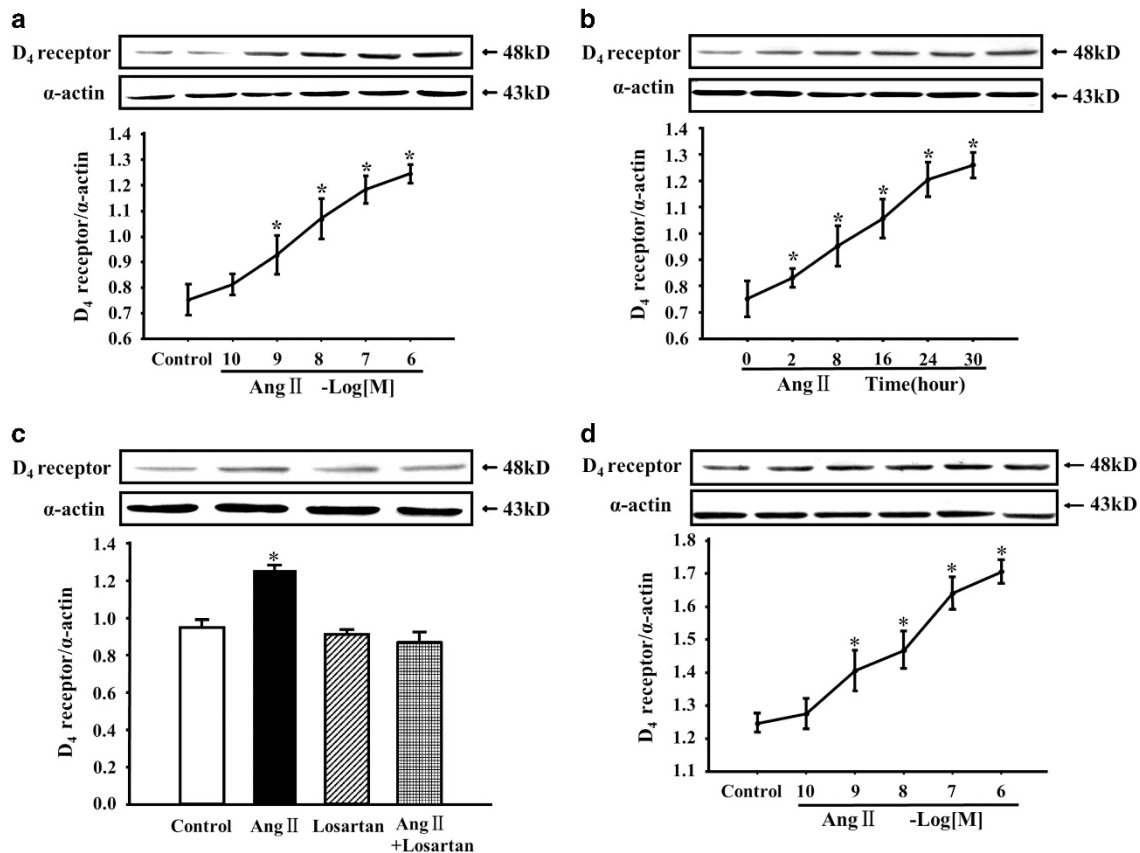 a
D4 receptor
← 48kD
α-actin
← 43kD
D4 receptor/α-actin
1.4
1.3
1.2
1.1
1.0
0.9
0.8
0.7
0.6
* * * *
Control 10 9 8 7 6
Ang Ⅱ -Log[M]
b
D4 receptor
← 48kD
α-actin
← 43kD
D4 receptor/α-actin
1.4
1.3
1.2
1.1
1.0
0.9
0.8
0.7
0.6
* * * * *
0 2 8 16 24 30
Ang Ⅱ Time(hour)
c
D4 receptor
← 48kD
α-actin
← 43kD
D4 receptor/α-actin
1.4
1.2
1.0
0.8
0.6
0.4
0.2
0.0
*
Control Ang Ⅱ Losartan Ang Ⅱ
+Losartan
d
D4 receptor
← 48kD
α-actin
← 43kD
D4 receptor/α-actin
1.8
1.7
1.6
1.5
1.4
1.3
1.2
1.1
* * * *
Control 10 9 8 7 6
Ang Ⅱ -Log[M]